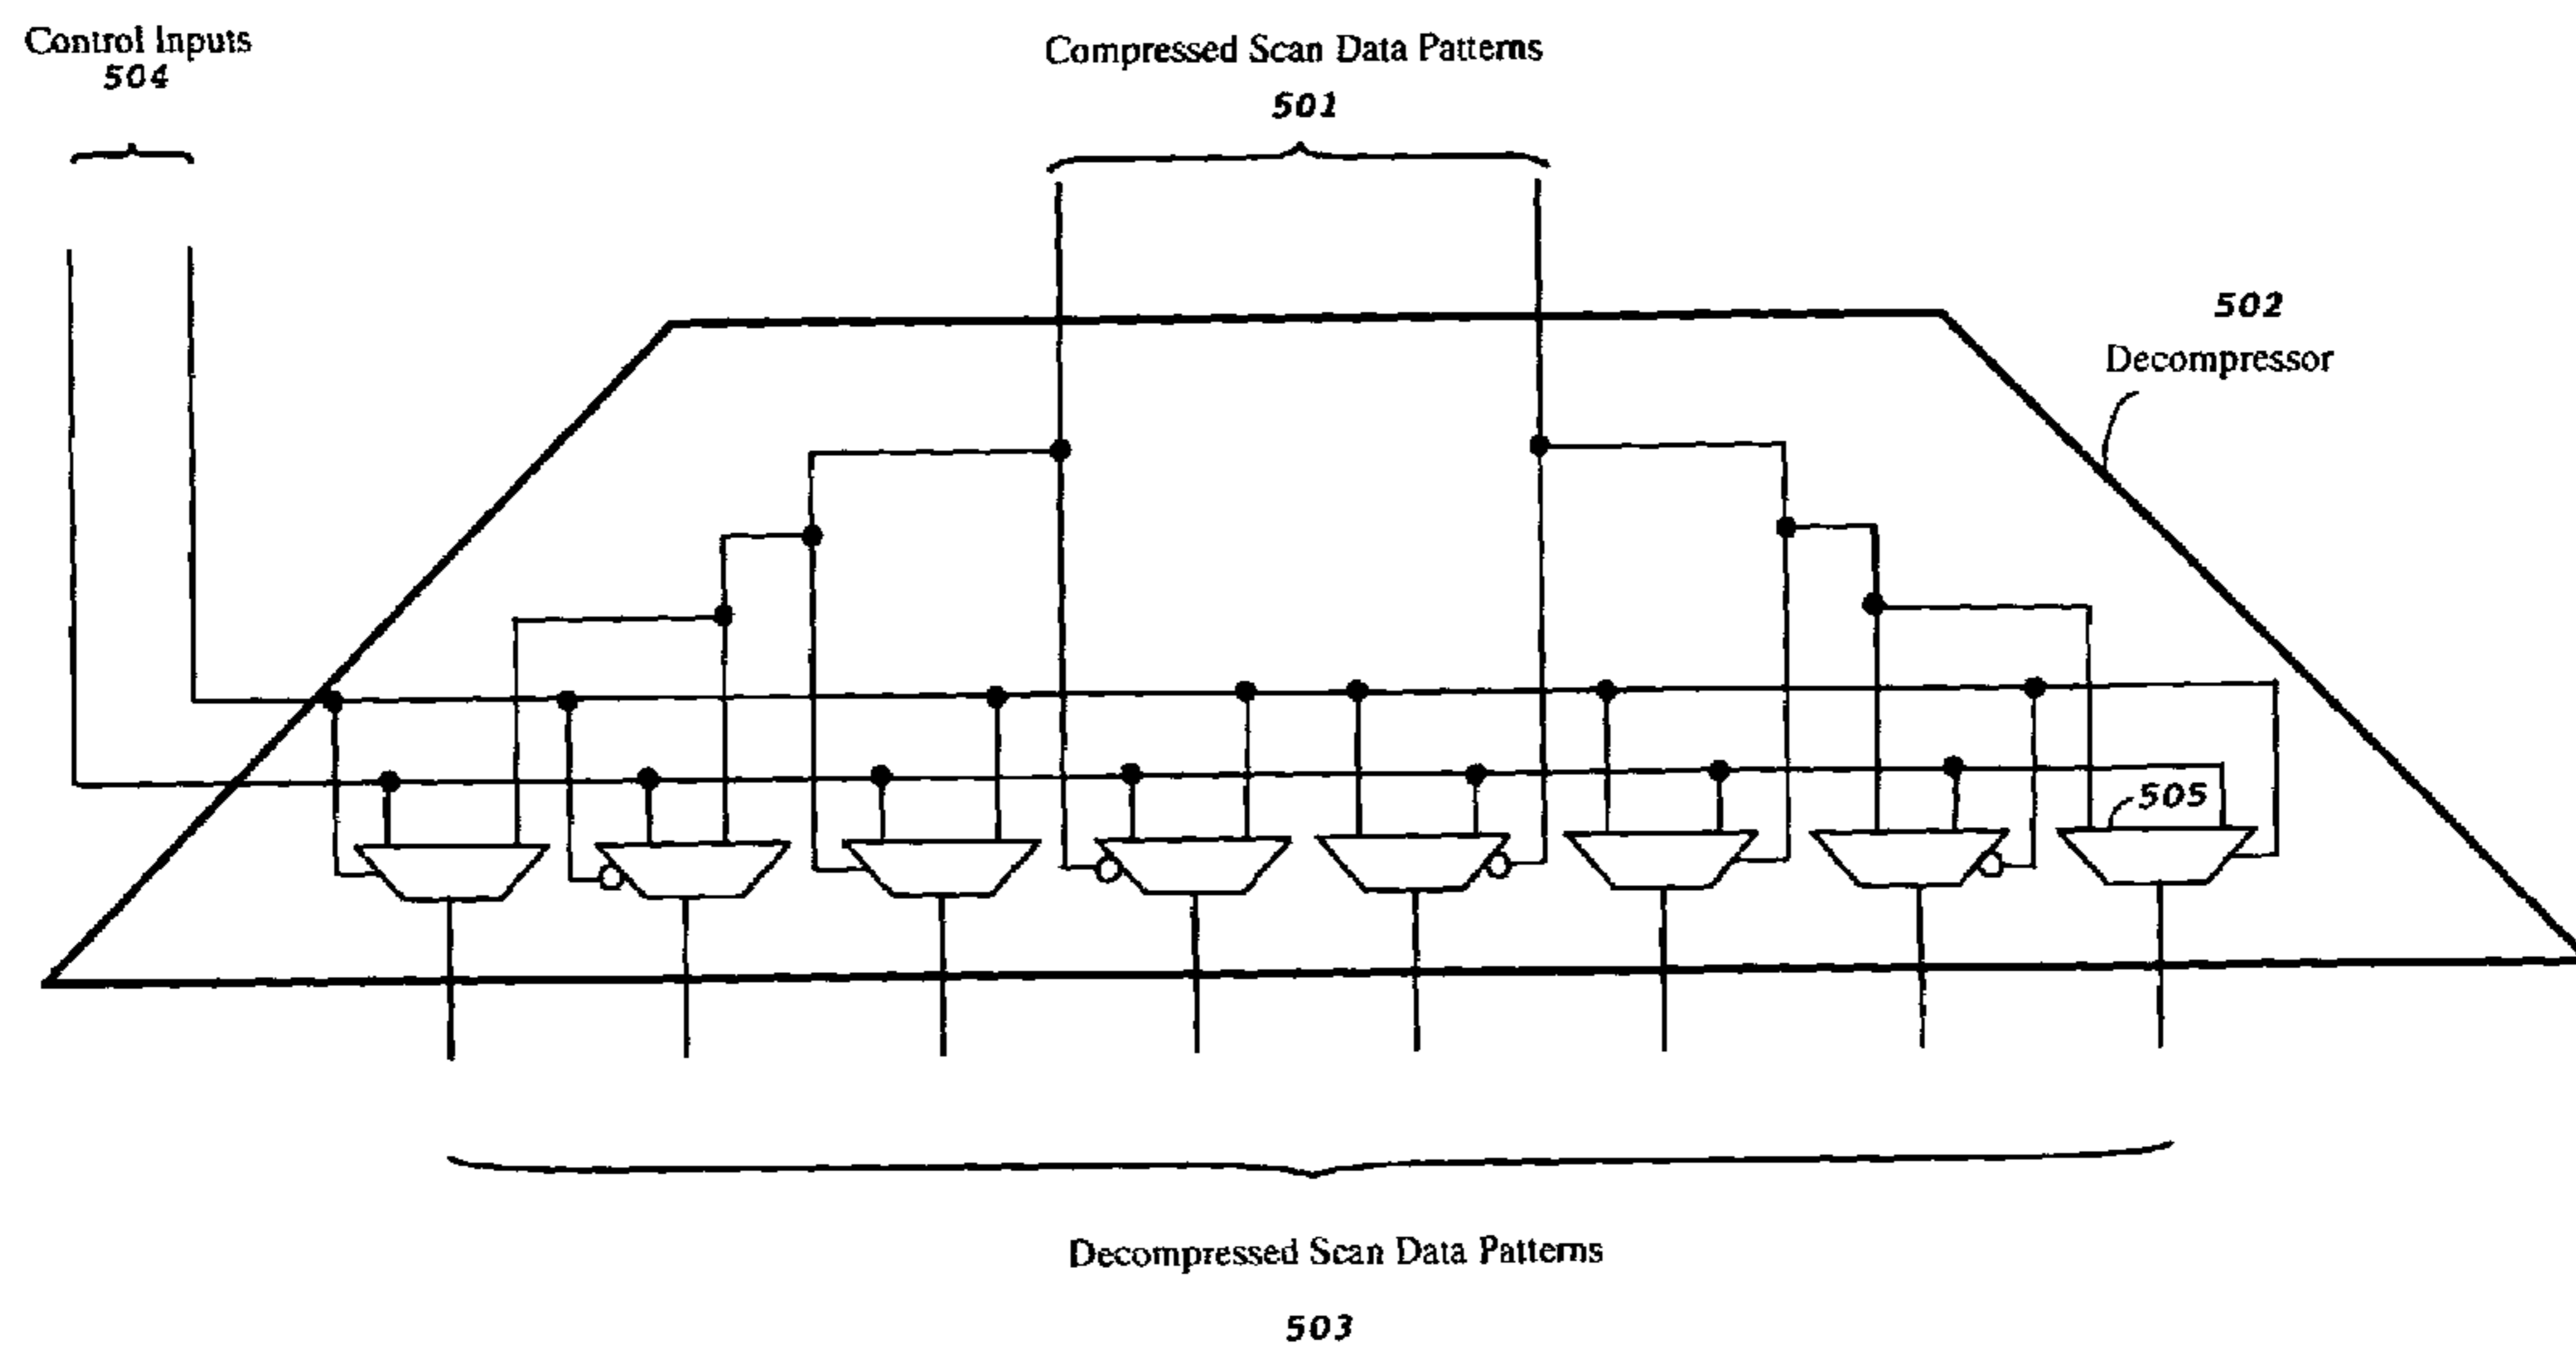 Control Inputs
504
Compressed Scan Data Patterns
501
502
Decompressor
505
Decompressed Scan Data Patterns
503